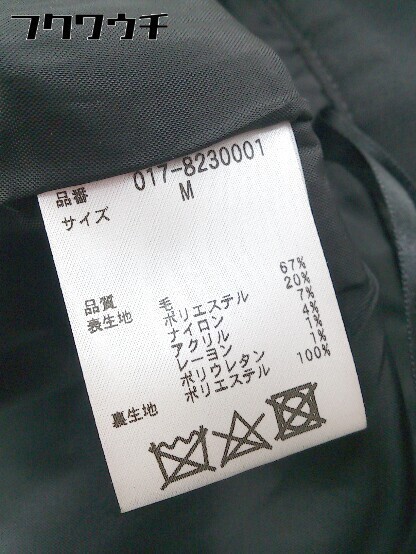 フクワウチ
品番 017-8230001
サイズ M
品質
表生地 毛 67%
ポリエステル 20%
ナイロン 7%
アクリル 4%
レーヨン 1%
ポリウレタン 1%
裏生地 ポリエステル 100%